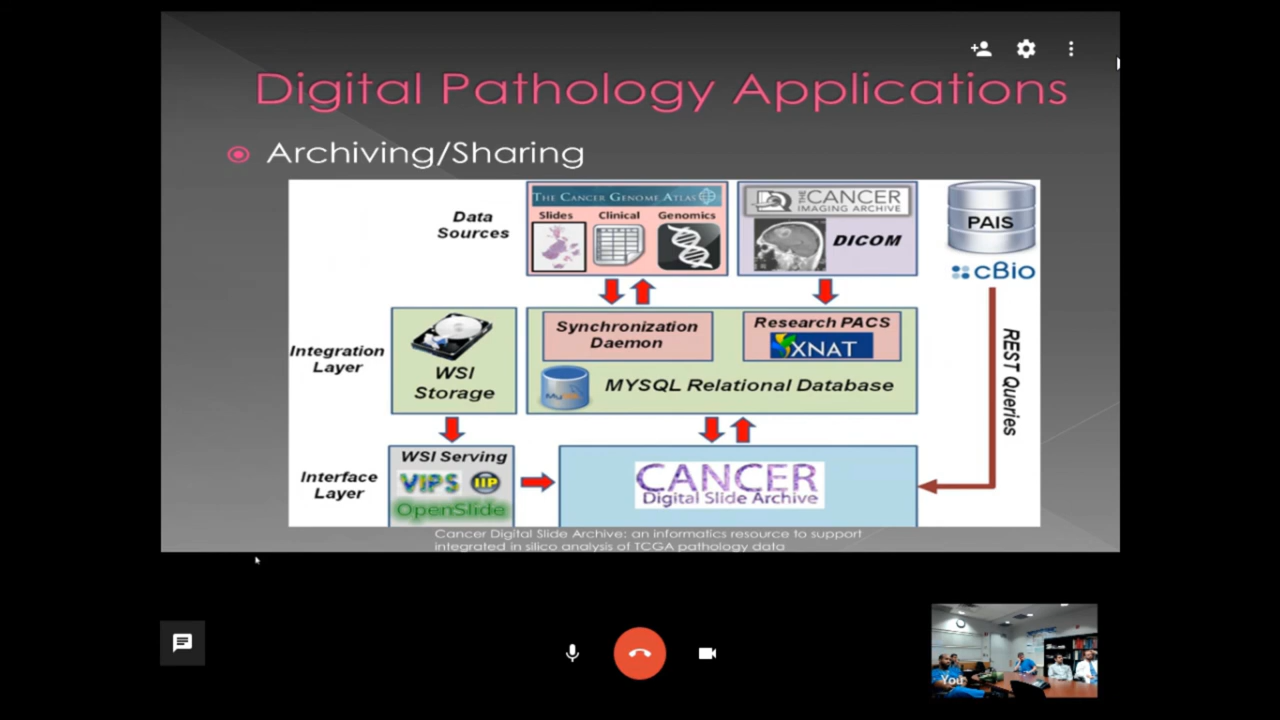 Digital Pathology Applications
Archiving/Sharing
Data
Sources
THE CANCER GENOME ATLAS
Slides Clinical Genomics
THE CANCER
IMAGING ARCHIVE
DICOM
PAIS
cBio
Integration
Layer
WSI
Storage
Synchronization
Daemon
Research PACS
XNAT
MySQL
MYSQL Relational Database
REST Queries
Interface
Layer
WSI Serving
VIPS IIP
OpenSlide
CANCER
Digital Slide Archive
Cancer Digital Slide Archive: an informatics resource to support
integrated in silico analysis of TCGA pathology data
You